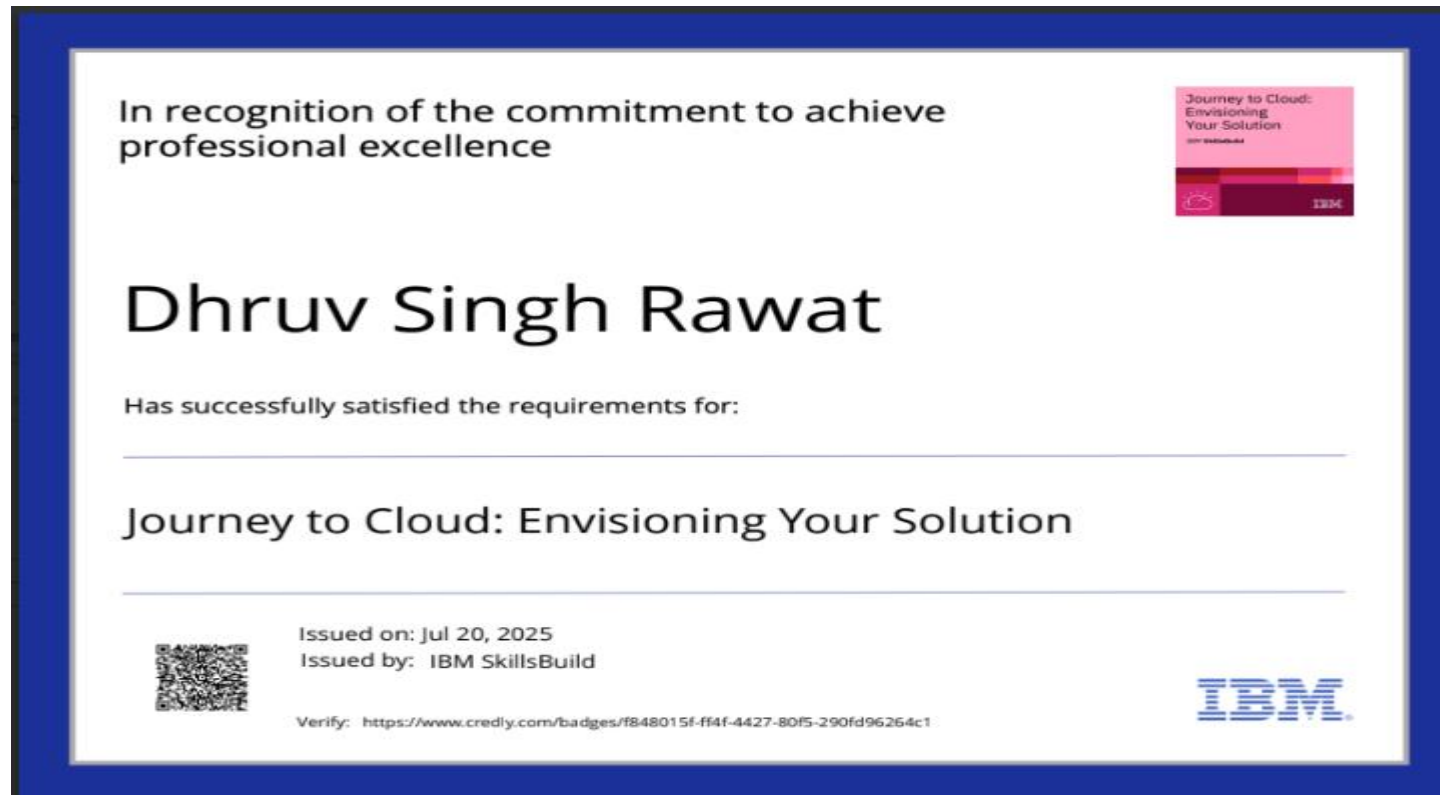 In recognition of the commitment to achieve
professional excellence
Journey to Cloud:
Envisioning
Your Solution
IBM SkillsBuild
IBM
Dhruv Singh Rawat
Has successfully satisfied the requirements for:
Journey to Cloud: Envisioning Your Solution
Issued on: Jul 20, 2025
Issued by: IBM SkillsBuild
Verify: https://www.credly.com/badges/f848015f-ff4f-4427-80f5-290fd96264c1
IBM.